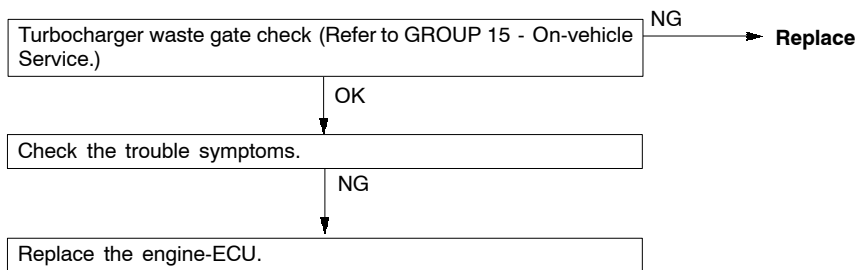 Turbocharger waste gate check (Refer to GROUP 15 - On-vehicle
Service.)
NG
Replace
OK
Check the trouble symptoms.
NG
Replace the engine-ECU.